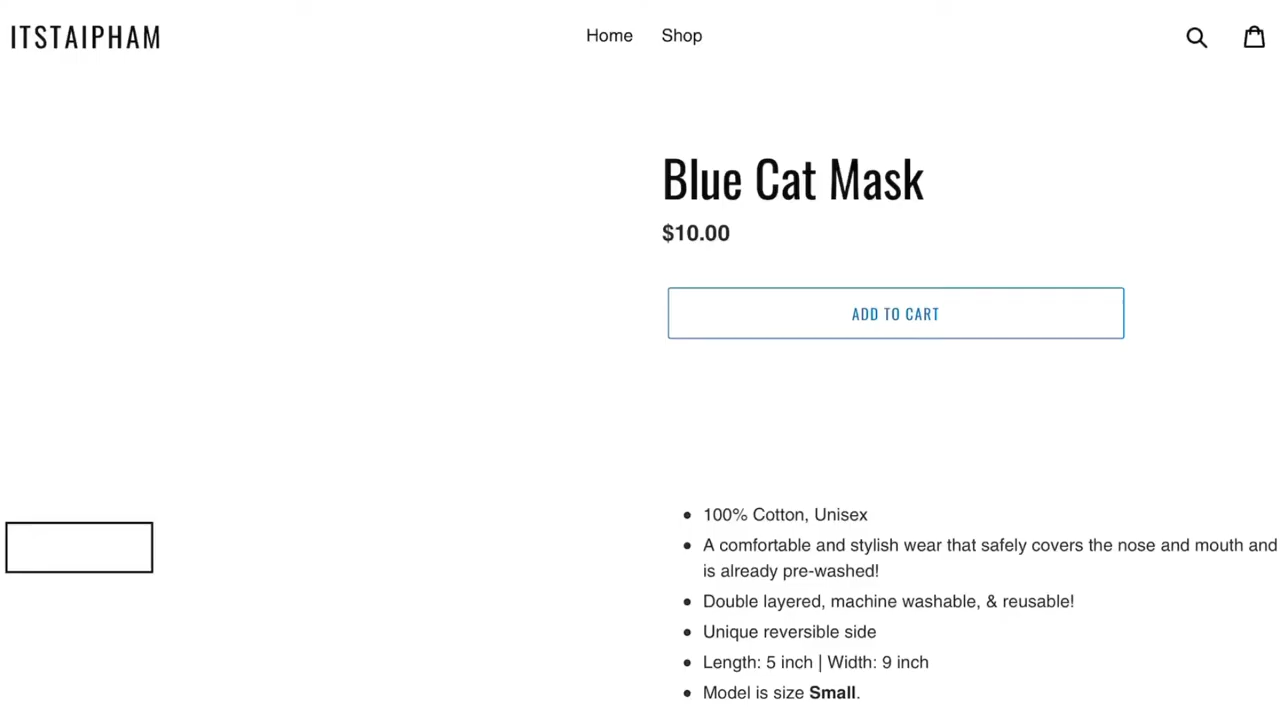 ITSTAIPHAM
Home Shop
Blue Cat Mask
$10.00
ADD TO CART
100% Cotton, Unisex
A comfortable and stylish wear that safely covers the nose and mouth and
is already pre-washed!
Double layered, machine washable, & reusable!
Unique reversible side
Length: 5 inch | Width: 9 inch
Model is size Small.